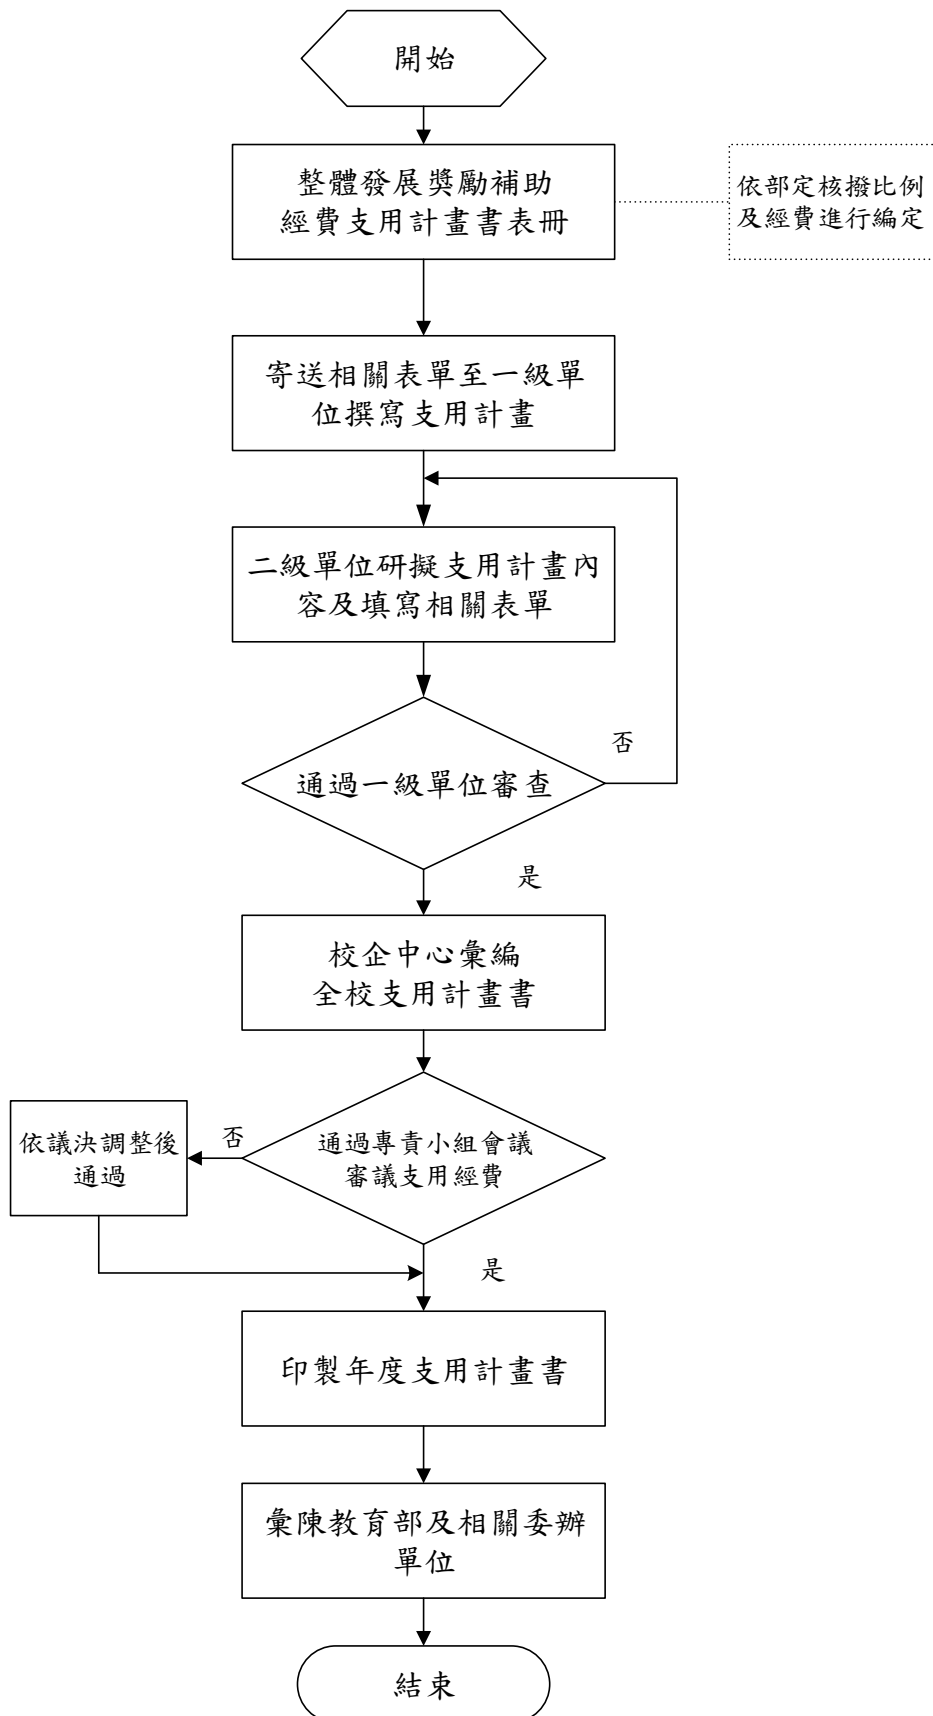 開始
整體發展獎勵補助
經費支用計畫書表冊
依部定核撥比例
及經費進行編定
寄送相關表單至一級單
位撰寫支用計畫
二級單位研擬支用計畫內
容及填寫相關表單
否
通過一級單位審查
是
校企中心彙編
全校支用計畫書
依議決調整後
通過
否
通過專責小組會議
審議支用經費
是
印製年度支用計畫書
彙陳教育部及相關委辦
單位
結束